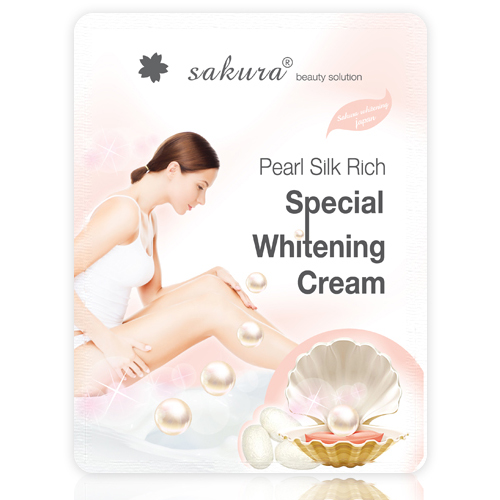 sakura®
beauty solution
Sakura whitening
Japan
Pearl Silk Rich
Special
Whitening
Cream